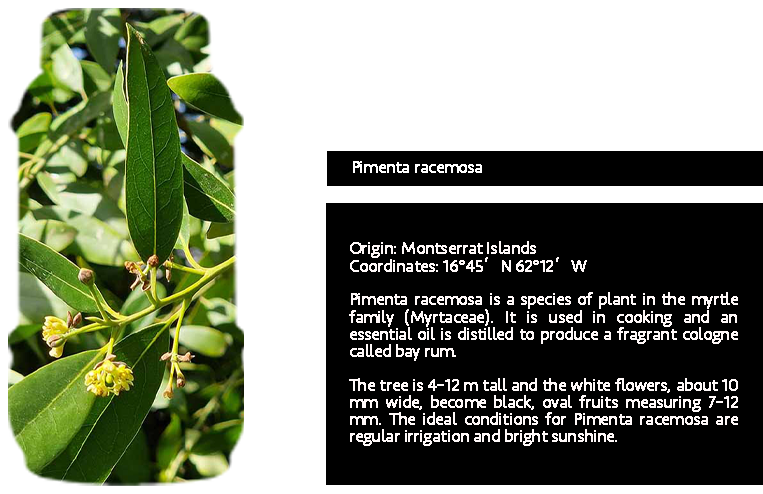 Pimenta racemosa
Origin: Montserrat Islands
Coordinates: 16°45′ N 62°12′ W
Pimenta racemosa is a species of plant in the myrtle
family (Myrtaceae). It is used in cooking and an
essential oil is distilled to produce a fragrant cologne
called bay rum.
The tree is 4-12 m tall and the white flowers, about 10
mm wide, become black, oval fruits measuring 7-12
mm. The ideal conditions for Pimenta racemosa are
regular irrigation and bright sunshine.